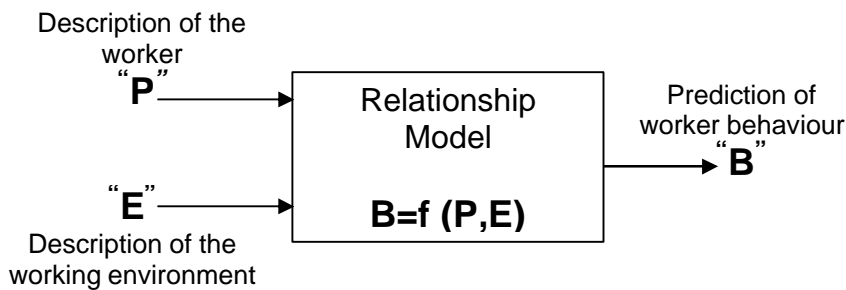 Description of the
worker
“P”
“E”
Description of the
working environment
Relationship
Model
B=f (P,E)
Prediction of
worker behaviour
“B”